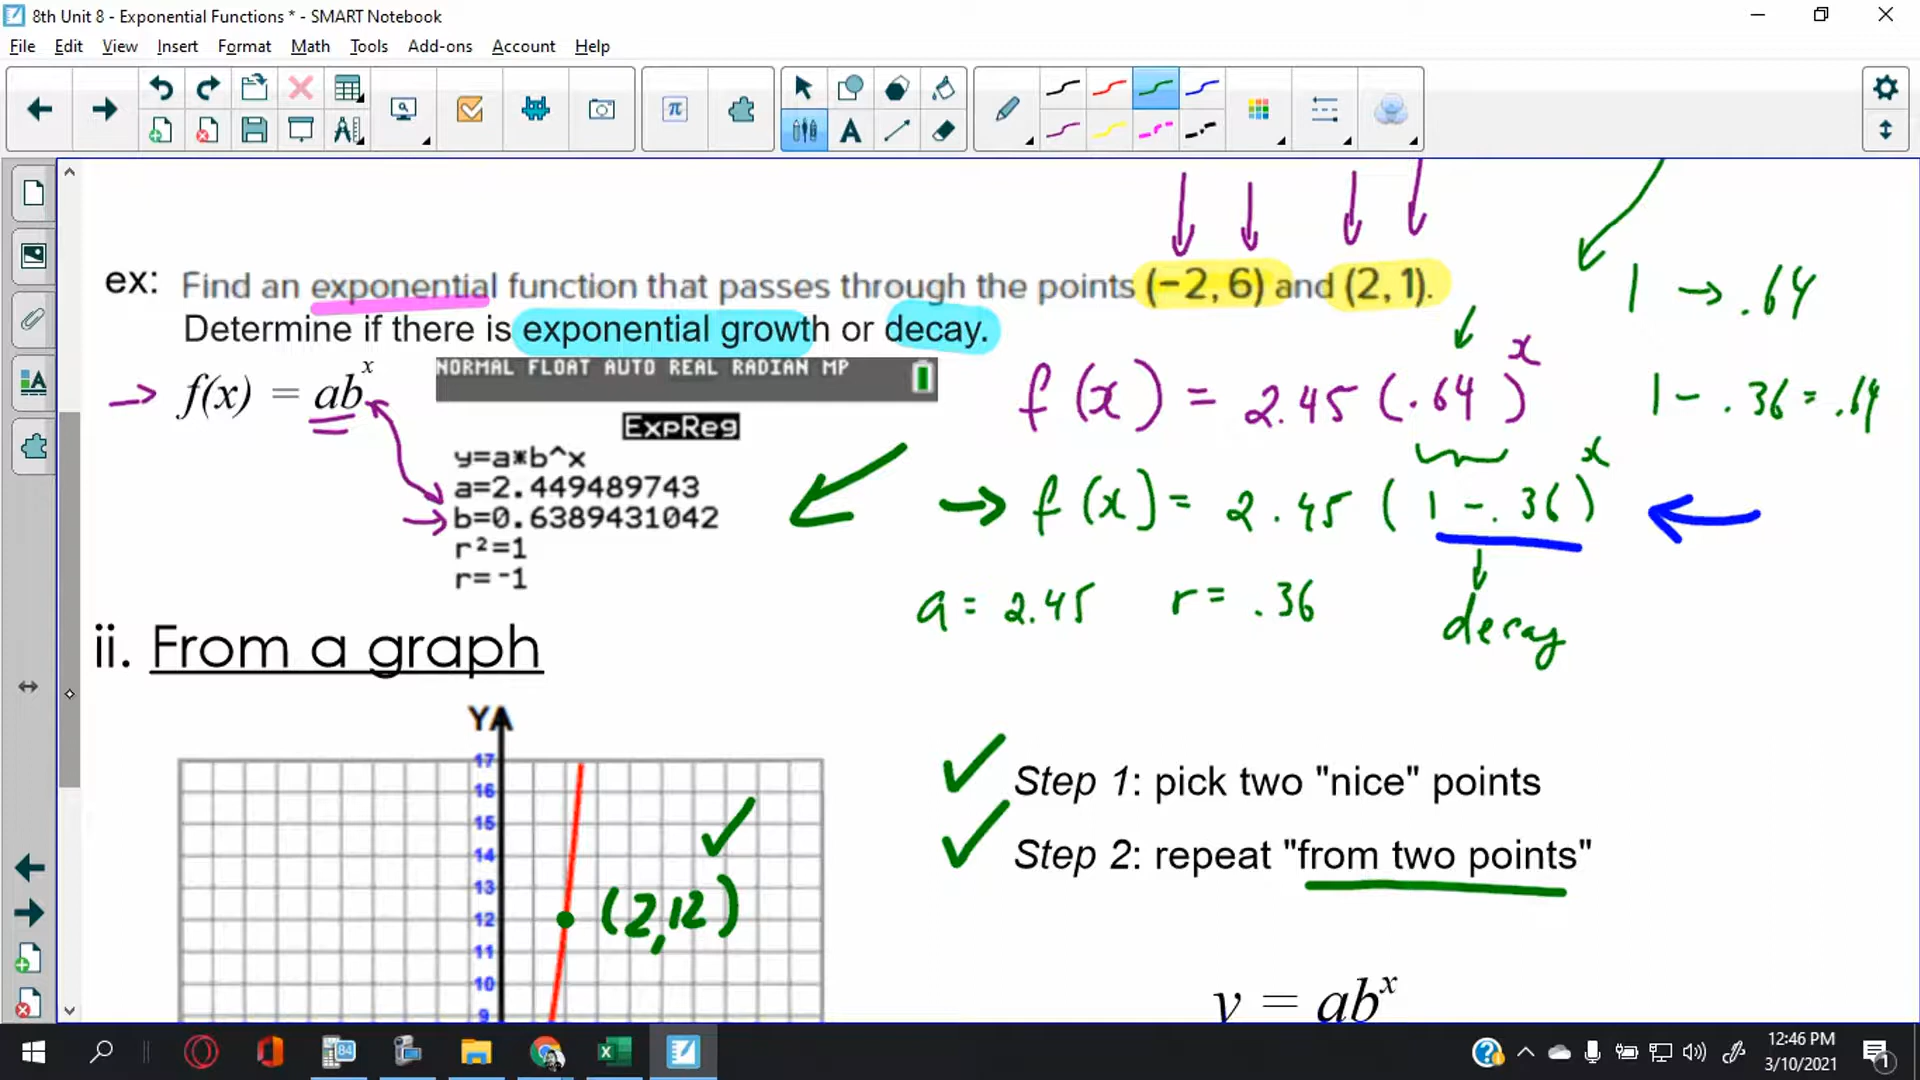 8th Unit 8 - Exponential Functions * - SMART Notebook
File Edit View Insert Format Math Tools Add-ons Account Help
ex: Find an exponential function that passes through the points (−2, 6) and (2, 1).
Determine if there is exponential growth or decay.
1 → .64
→ f(x) = ab^x
NORMAL FLOAT AUTO REAL RADIAN MP
f(x) = 2.45 (.64)^x
1 - .36 = .64
ExpReg
y=a*b^x
a=2.449489743
b=0.6389431042
r²=1
r=-1
→ f(x) = 2.45 (1 - .36)^x
a = 2.45 r = .36
decay
ii. From a graph
Y
17
16
15
14
13
12
11
10
9
(2,12)
✓ Step 1: pick two "nice" points
✓ Step 2: repeat "from two points"
y = ab^x
84
12:46 PM
3/10/2021
1